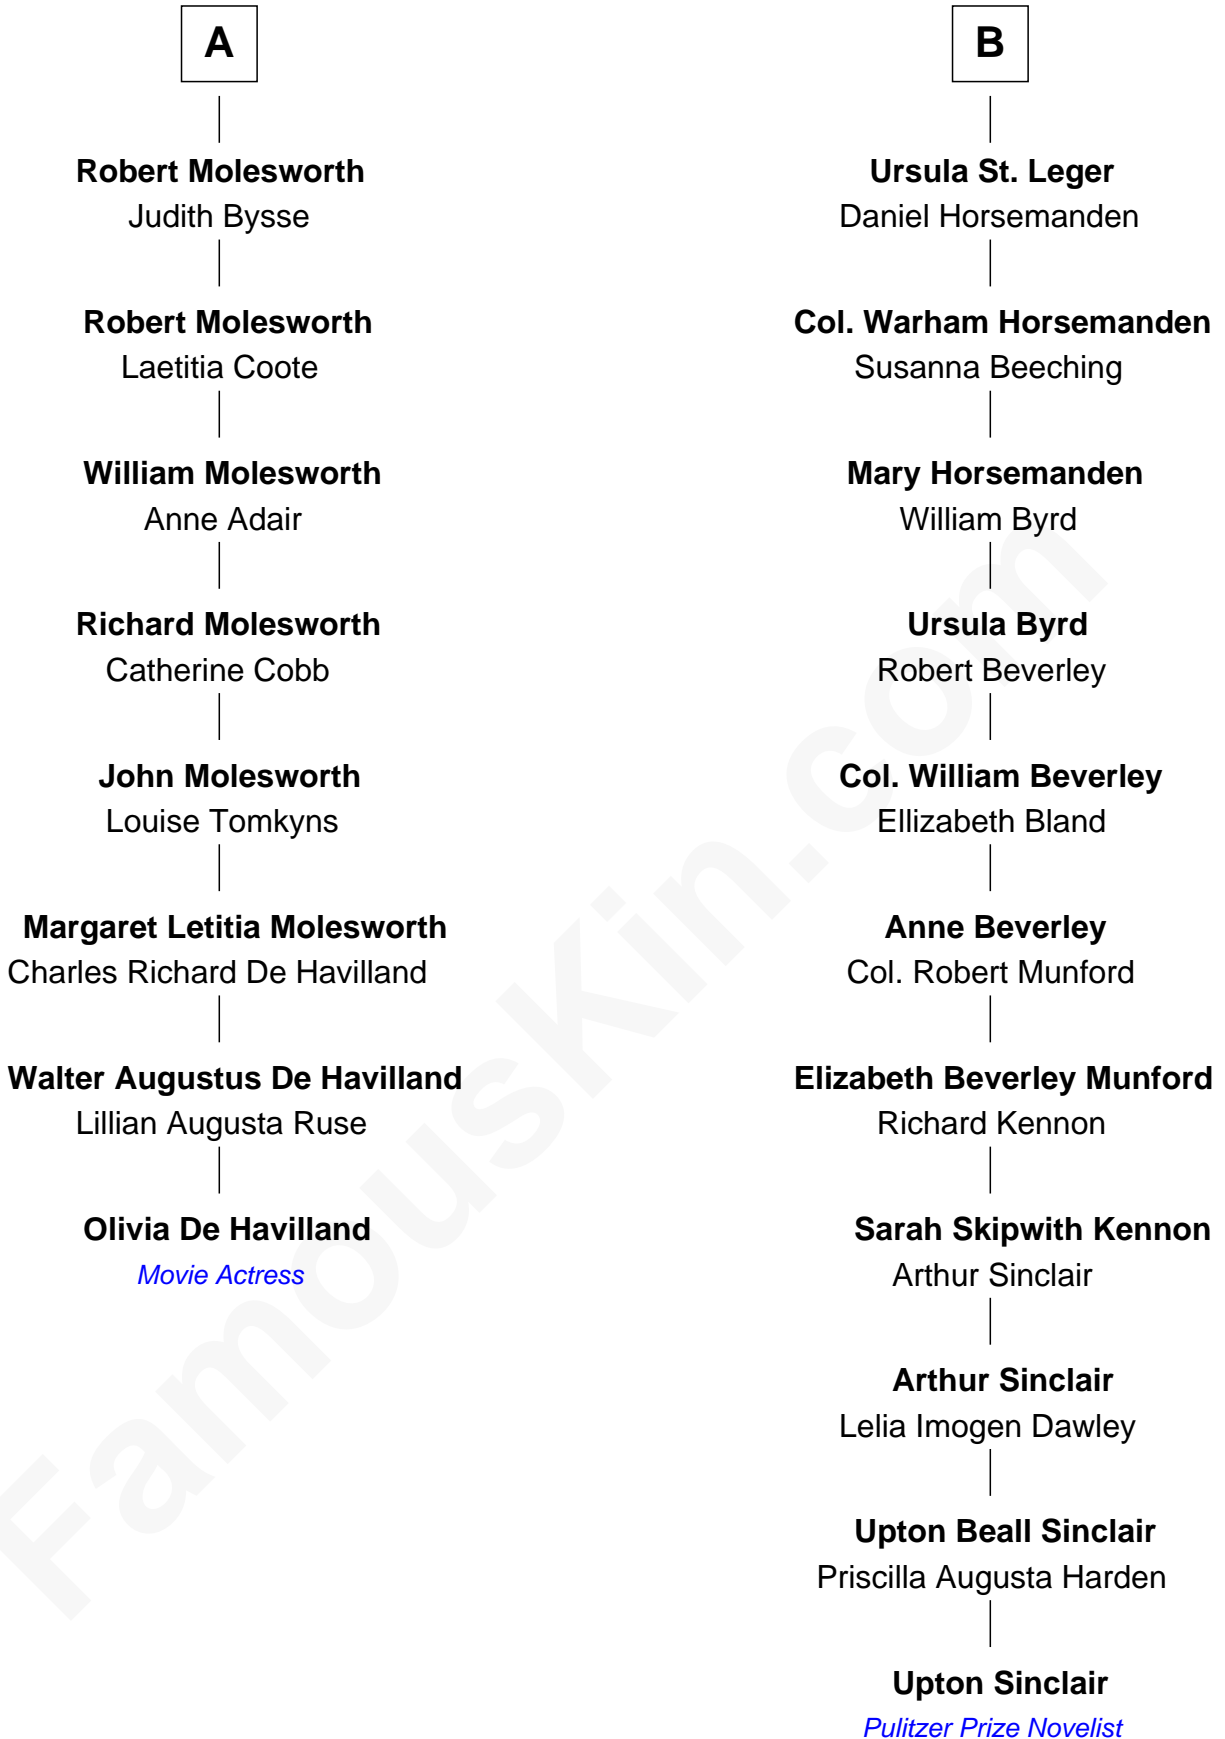 A
Robert Molesworth
Judith Bysse
Robert Molesworth
Laetitia Coote
William Molesworth
Anne Adair
Richard Molesworth
Catherine Cobb
John Molesworth
Louise Tomkyns
Margaret Letitia Molesworth
Charles Richard De Havilland
Walter Augustus De Havilland
Lillian Augusta Ruse
Olivia De Havilland
Movie Actress
B
Ursula St. Leger
Daniel Horsemanden
Col. Warham Horsemanden
Susanna Beeching
Mary Horsemanden
William Byrd
Ursula Byrd
Robert Beverley
Col. William Beverley
Ellizabeth Bland
Anne Beverley
Col. Robert Munford
Elizabeth Beverley Munford
Richard Kennon
Sarah Skipwith Kennon
Arthur Sinclair
Arthur Sinclair
Lelia Imogen Dawley
Upton Beall Sinclair
Priscilla Augusta Harden
Upton Sinclair
Pulitzer Prize Novelist
FamousKin.com